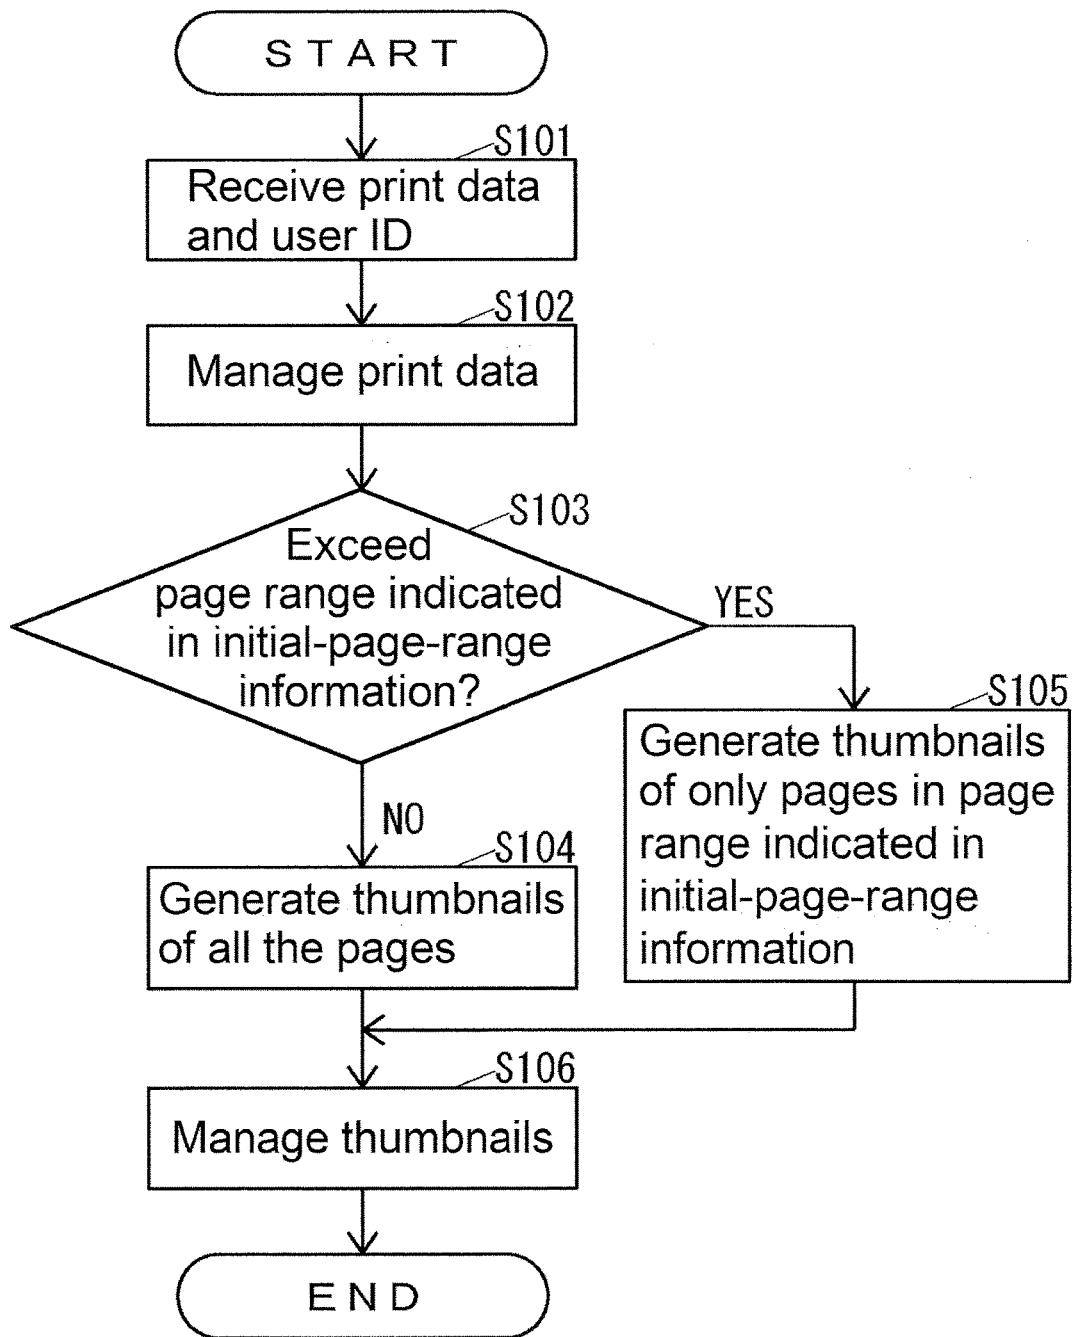 START
S101
Receive print data
and user ID
S102
Manage print data
S103
Exceed
page range indicated
in initial-page-range
information?
YES
NO
S105
Generate thumbnails
of only pages in page
range indicated in
initial-page-range
information
S104
Generate thumbnails
of all the pages
S106
Manage thumbnails
END